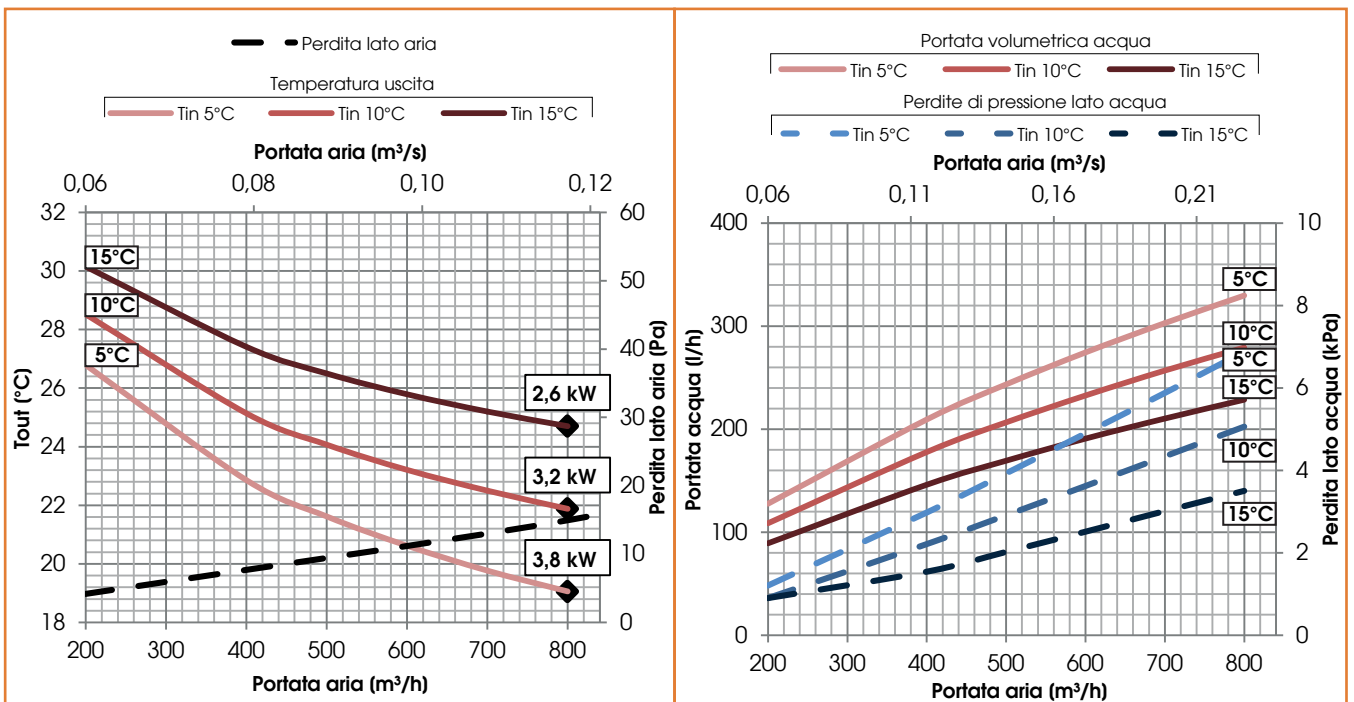 Perdita lato aria
Temperatura uscita
Tin 5°C Tin 10°C Tin 15°C
Portata aria (m³/s)
0,06 0,08 0,10 0,12
32 60
30 50
28 40
26 30
24 20
22 10
20 0
18
15°C
10°C
5°C
2,6 kW
3,2 kW
3,8 kW
Tout (°C)
Perdita lato aria (Pa)
200 300 400 500 600 700 800
Portata aria (m³/h)
Portata volumetrica acqua
Tin 5°C Tin 10°C Tin 15°C
Perdite di pressione lato acqua
Tin 5°C Tin 10°C Tin 15°C
Portata aria (m³/s)
0,06 0,11 0,16 0,21
400 10
300 8
200 6
100 4
0 2
0
5°C
10°C
5°C
15°C
10°C
15°C
Portata acqua (l/h)
Perdita lato acqua (kPa)
200 300 400 500 600 700 800
Portata aria (m³/h)